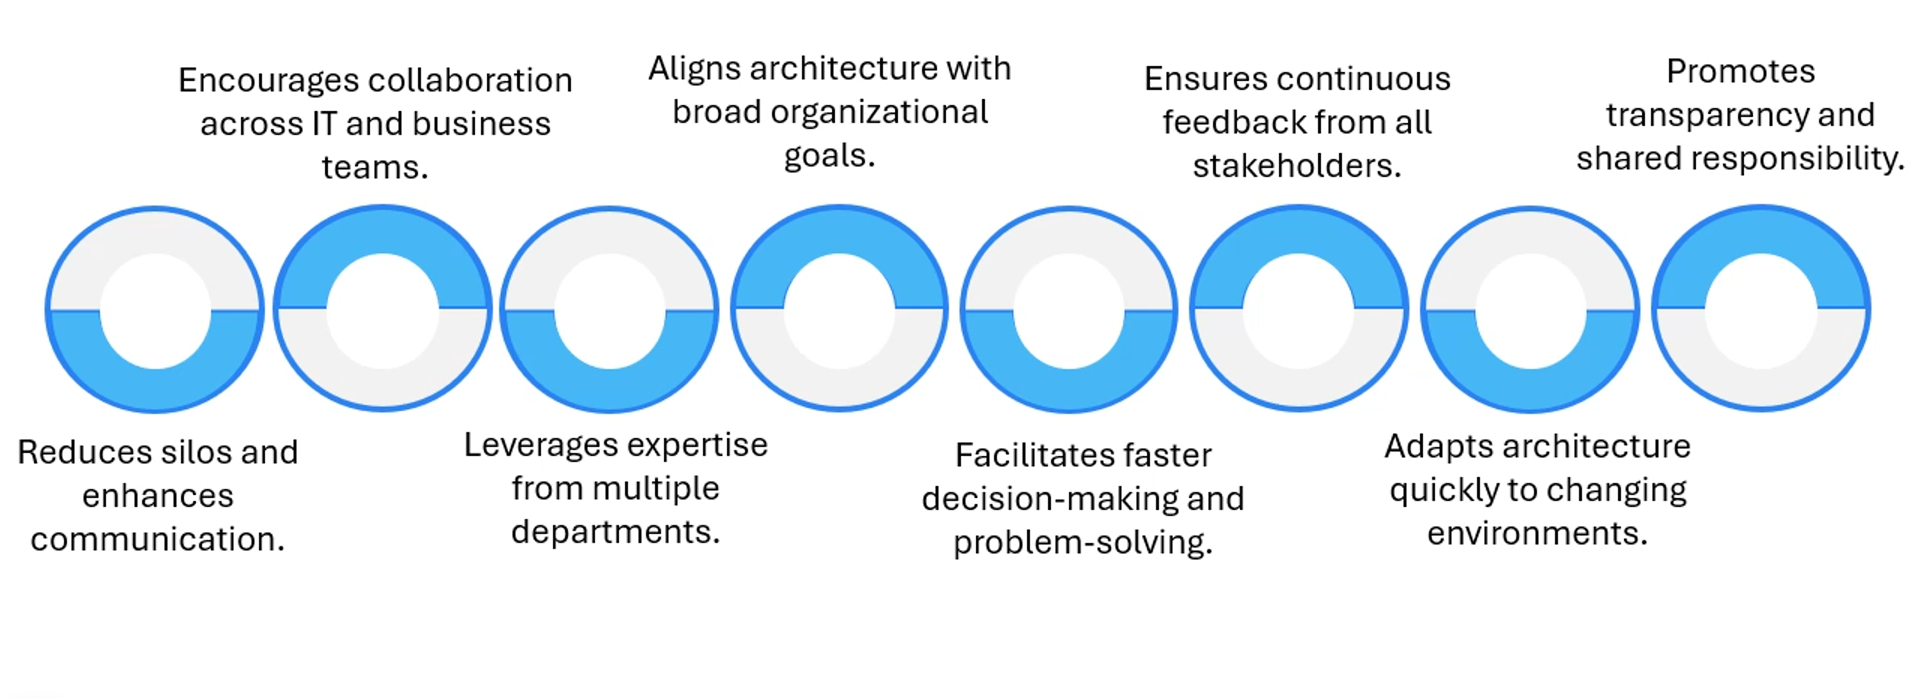 Encourages collaboration
across IT and business
teams.
Aligns architecture with
broad organizational
goals.
Ensures continuous
feedback from all
stakeholders.
Promotes
transparency and
shared responsibility.
Reduces silos and
enhances
communication.
Leverages expertise
from multiple
departments.
Facilitates faster
decision-making and
problem-solving.
Adapts architecture
quickly to changing
environments.